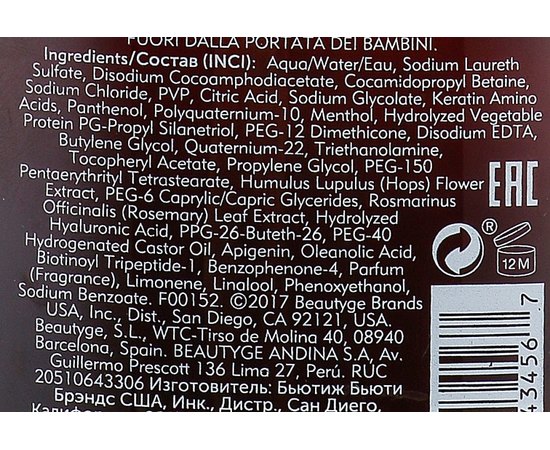 FUORI DALLA PORTATA DEI BAMBINI.
Ingredients/Состав (INCI): Aqua/Water/Eau, Sodium Laureth
Sulfate, Disodium Cocoamphodiacetate, Cocamidopropyl Betaine,
Sodium Chloride, PVP, Citric Acid, Sodium Glycolate, Keratin Amino
Acids, Panthenol, Polyquaternium-10, Menthol, Hydrolyzed Vegetable
Protein PG-Propyl Silanetriol, PEG-12 Dimethicone, Disodium EDTA,
Butylene Glycol, Quaternium-22, Triethanolamine,
Tocopheryl Acetate, Propylene Glycol, PEG-150
Pentaerythrityl Tetrastearate, Humulus Lupulus (Hops) Flower
Extract, PEG-6 Caprylic/Capric Glycerides, Rosmarinus
Officinalis (Rosemary) Leaf Extract, Hydrolyzed
Hyaluronic Acid, PPG-26-Buteth-26, PEG-40
Hydrogenated Castor Oil, Apigenin, Oleanolic Acid,
Biotinoyl Tripeptide-1, Benzophenone-4, Parfum
(Fragrance), Limonene, Linalool, Phenoxyethanol,
Sodium Benzoate. F00152. ©2017 Beautyge Brands
USA, Inc., Dist., San Diego, CA 92121, USA.
Beautyge, S.L., WTC-Tirso de Molina 40, 08940
Barcelona, Spain. BEAUTYGE ANDINA S.A, Av.
Guillermo Prescott 136 Lima 27, Perú. RUC
20510643306 Изготовитель: Бьютиж Бьюти
Брэндс США, Инк., Дистр., Сан Диего,
EAC
®
12 M
43456 7